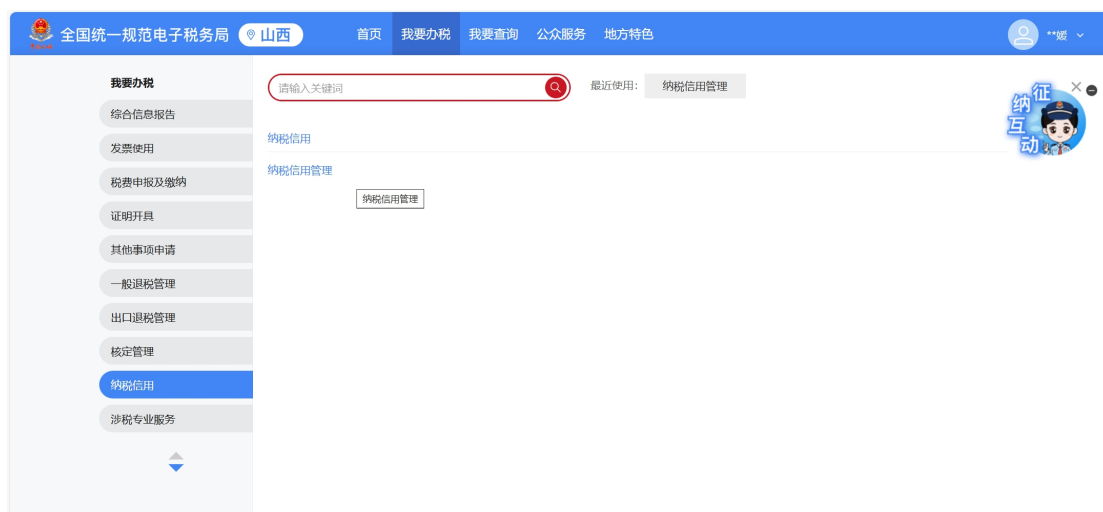 全国统一规范电子税务局 山西 首页 我要办税 我要查询 公众服务 地方特色 **媛
我要办税
请输入关键词 最近使用： 纳税信用管理
征纳互动
综合信息报告
纳税信用
发票使用
纳税信用管理
税费申报及缴纳
纳税信用管理
证明开具
其他事项申请
一般退税管理
出口退税管理
核定管理
纳税信用
涉税专业服务